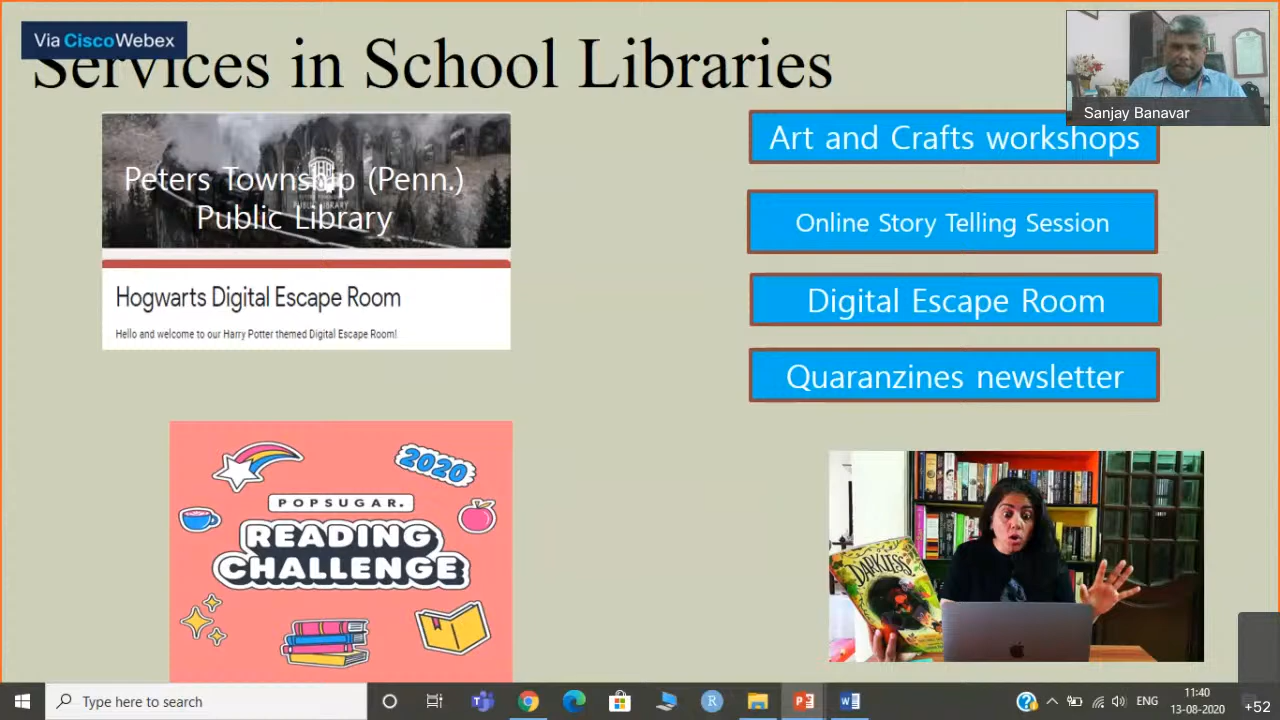 Via Cisco Webex
Services in School Libraries
Sanjay Banavar
Peters Township (Penn.)
Public Library
Hogwarts Digital Escape Room
Hello and welcome to our Harry Potter themed Digital Escape Room!
Art and Crafts workshops
Online Story Telling Session
Digital Escape Room
Quaranzines newsletter
2020
POPSUGAR.
READING
CHALLENGE
DARKLESS
Type here to search
R
ENG
11:40
13-08-2020
+52